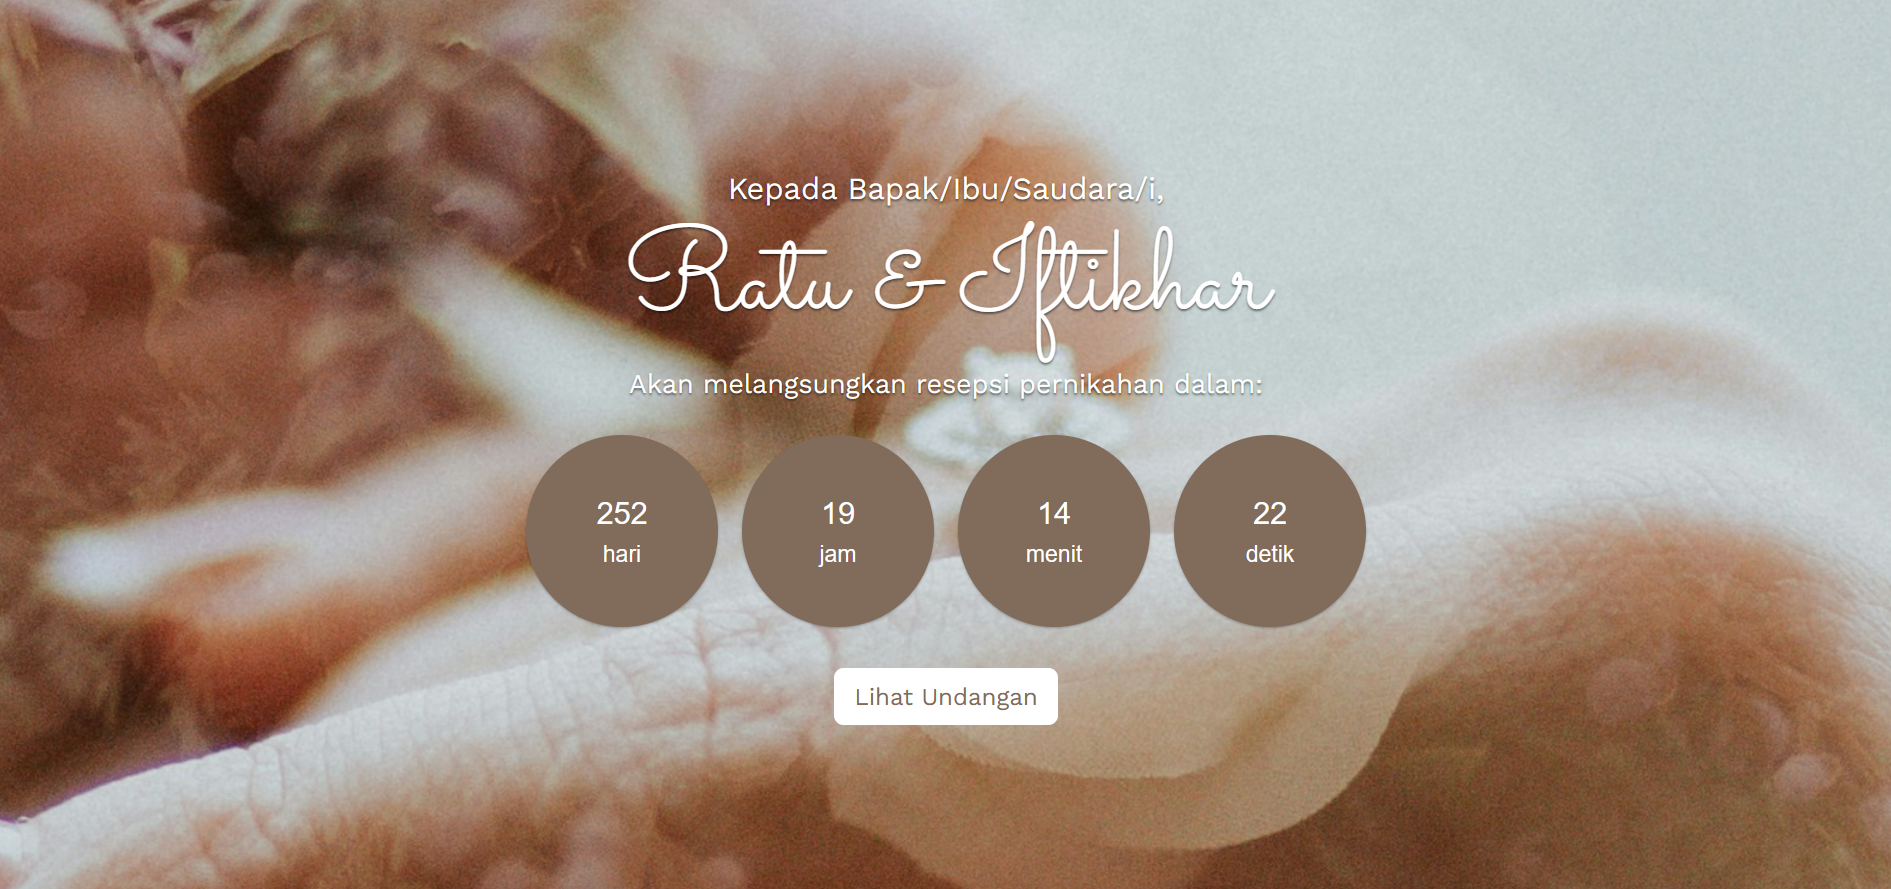 Kepada Bapak/Ibu/Saudara/i,
Ratu & Iftikhar
Akan melangsungkan resepsi pernikahan dalam:
252 19 14 22
hari jam menit detik
Lihat Undangan